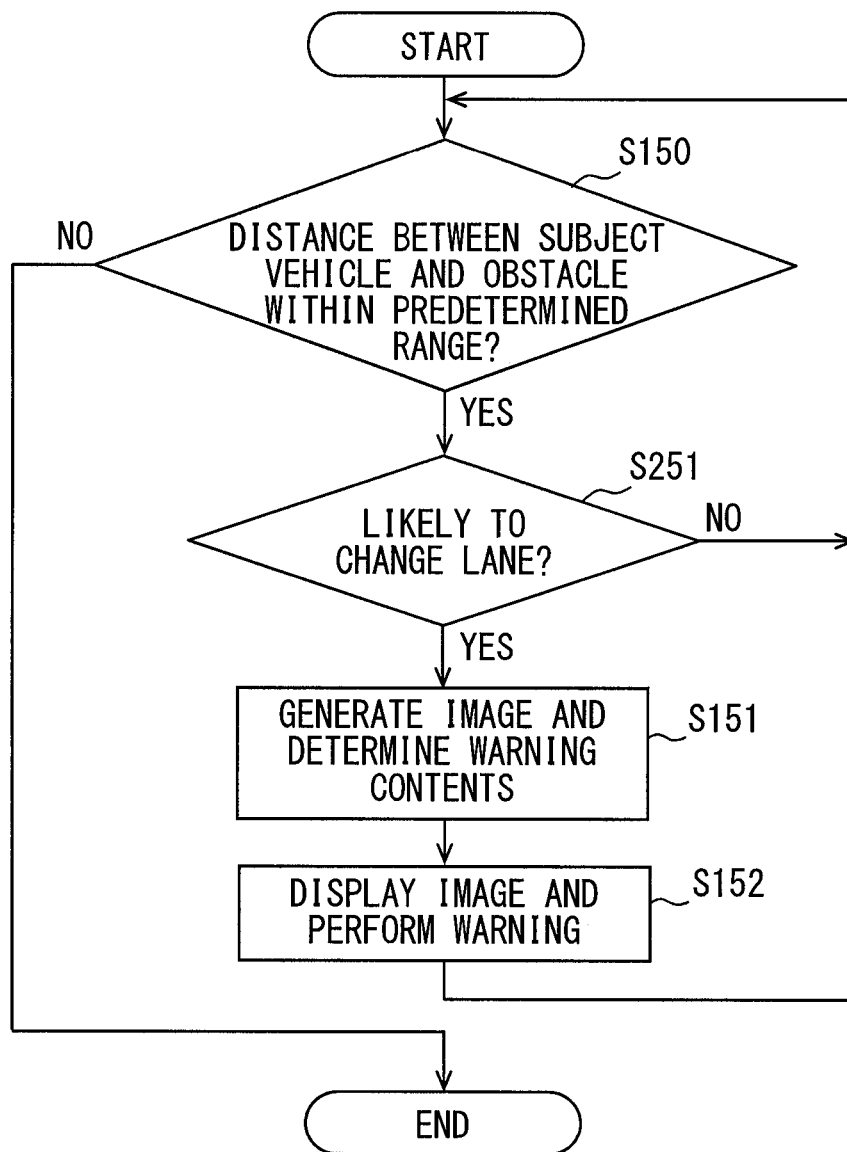 START
S150
NO
DISTANCE BETWEEN SUBJECT
VEHICLE AND OBSTACLE
WITHIN PREDETERMINED
RANGE?
YES
S251
LIKELY TO
CHANGE LANE?
NO
YES
GENERATE IMAGE AND
DETERMINE WARNING
CONTENTS
S151
DISPLAY IMAGE AND
PERFORM WARNING
S152
END